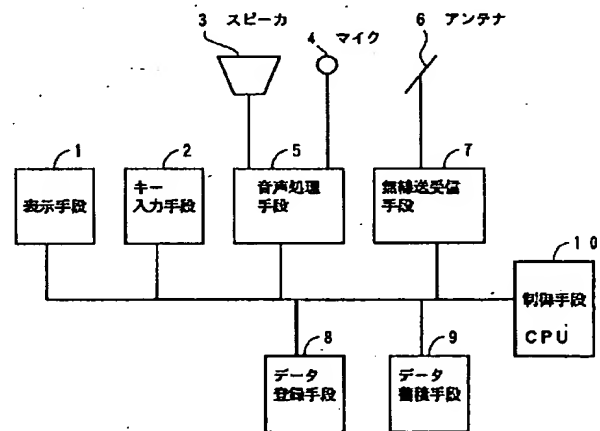 3 スピーカ
4 マイク
6 アンテナ
1
2
5
7
表示手段
キー
入力手段
音声処理
手段
無線送受信
手段
10
制御手段
CPU
8
9
データ
登録手段
データ
蓄積手段